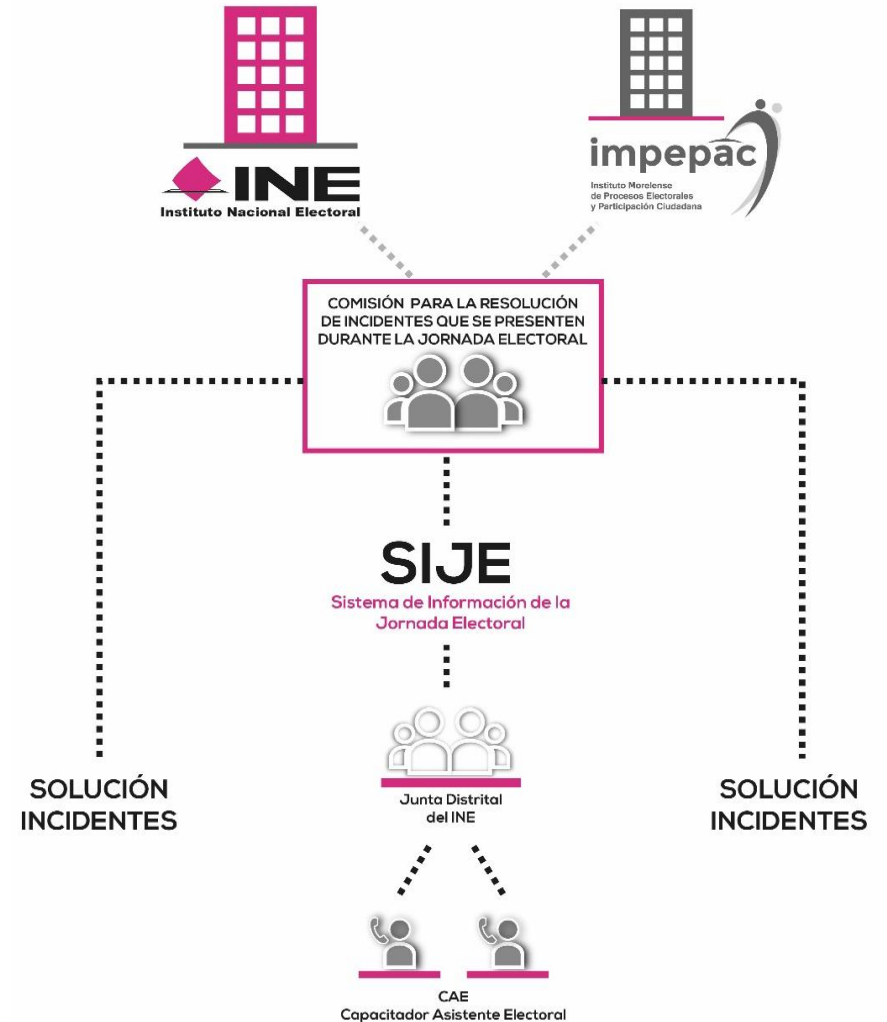 INE
Instituto Nacional Electoral
impepac
Instituto Morelense
de Procesos Electorales
y Participación Ciudadana
COMISIÓN PARA LA RESOLUCIÓN
DE INCIDENTES QUE SE PRESENTEN
DURANTE LA JORNADA ELECTORAL
SIJE
Sistema de Información de la
Jornada Electoral
SOLUCIÓN
INCIDENTES
Junta Distrital
del INE
SOLUCIÓN
INCIDENTES
CAE
Capacitador Asistente Electoral